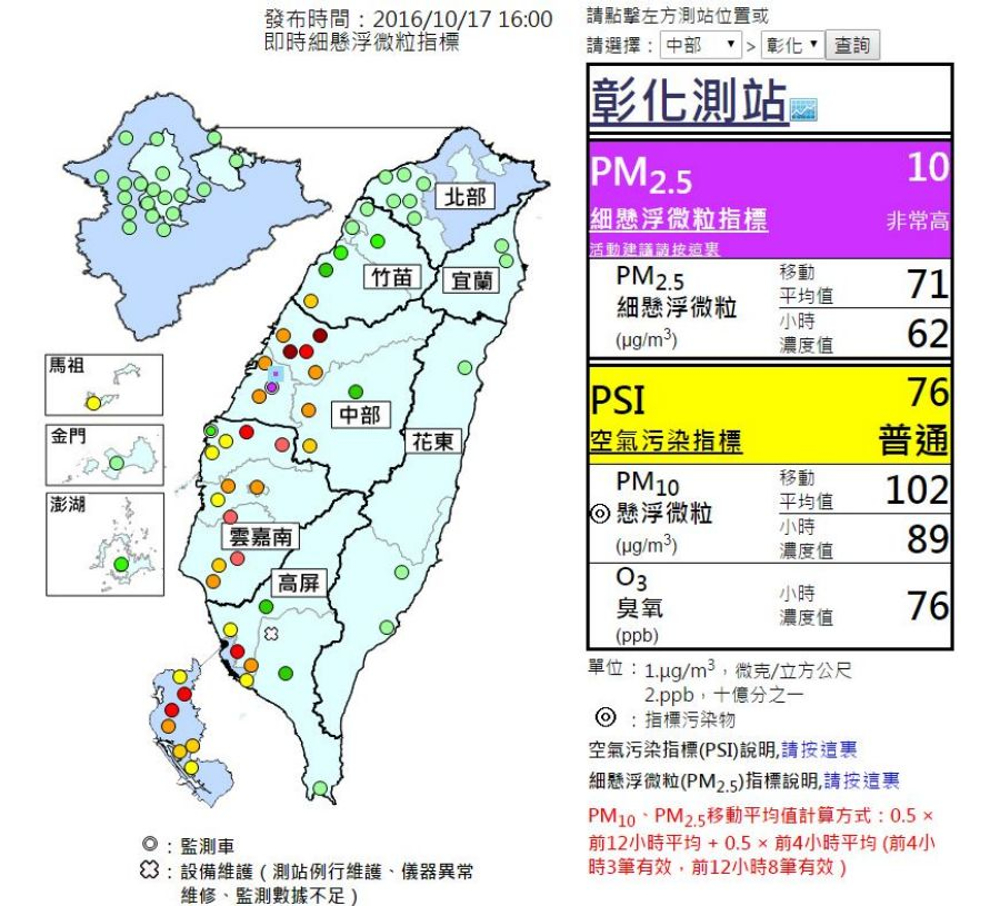 發布時間：2016/10/17 16:00
即時細懸浮微粒指標
北部
竹苗
宜蘭
馬祖
中部
金門
花東
澎湖
雲嘉南
高屏
◎：監測車
：設備維護（測站例行維護、儀器異常
維修、監測數據不足）
請點擊左方測站位置或
請選擇：中部 > 彰化 查詢
彰化測站
PM2.5 10
細懸浮微粒指標 非常高
活動建議請按這裏
PM2.5
細懸浮微粒
(μg/m³)
移動
平均值 71
小時
濃度值 62
PSI 76
空氣污染指標 普通
PM10
◎懸浮微粒
(μg/m³)
移動
平均值 102
小時
濃度值 89
O3
臭氧
(ppb)
小時
濃度值 76
單位：1.μg/m³，微克/立方公尺
2.ppb，十億分之一
◎：指標污染物
空氣污染指標(PSI)說明,請按這裏
細懸浮微粒(PM2.5)指標說明,請按這裏
PM10、PM2.5移動平均值計算方式：0.5 ×
前12小時平均 + 0.5 × 前4小時平均 (前4小
時3筆有效，前12小時8筆有效）